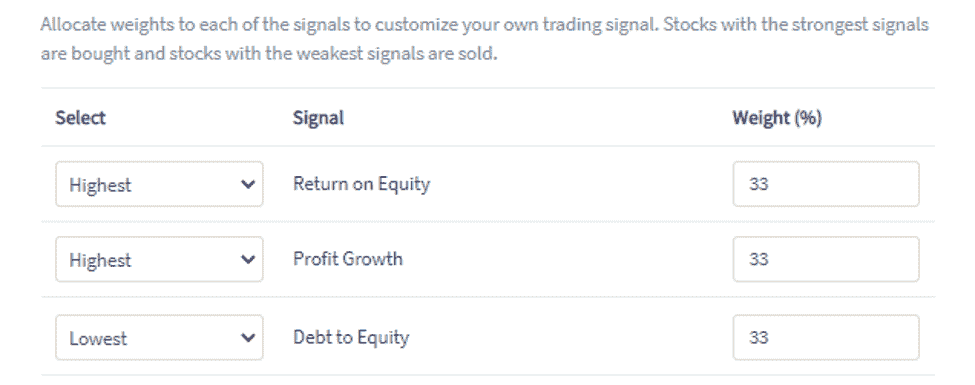 Allocate weights to each of the signals to customize your own trading signal. Stocks with the strongest signals
are bought and stocks with the weakest signals are sold.
Select Signal Weight (%)
Highest Return on Equity 33
Highest Profit Growth 33
Lowest Debt to Equity 33